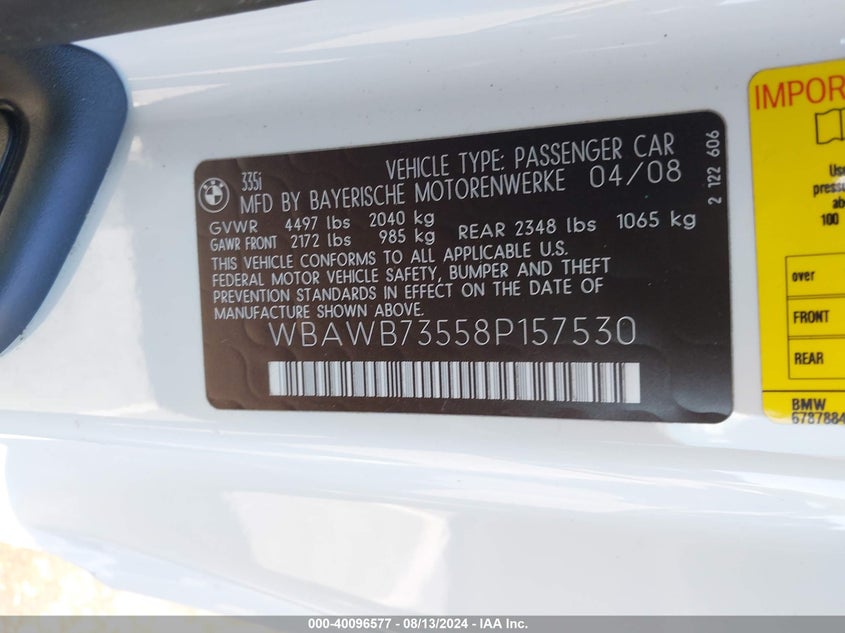 335i VEHICLE TYPE: PASSENGER CAR
MFD BY BAYERISCHE MOTORENWERKE 04/08
GVWR 4497 lbs 2040 kg
GAWR FRONT 2172 lbs 985 kg REAR 2348 lbs 1065 kg
THIS VEHICLE CONFORMS TO ALL APPLICABLE U.S.
FEDERAL MOTOR VEHICLE SAFETY, BUMPER AND THEFT
PREVENTION STANDARDS IN EFFECT ON THE DATE OF
MANUFACTURE SHOWN ABOVE.
WBAWB73558P157530
2 122 606
Use
pressu
100
over
FRONT
REAR
BMW
000-40096577 - 08/13/2024 - IAA Inc.